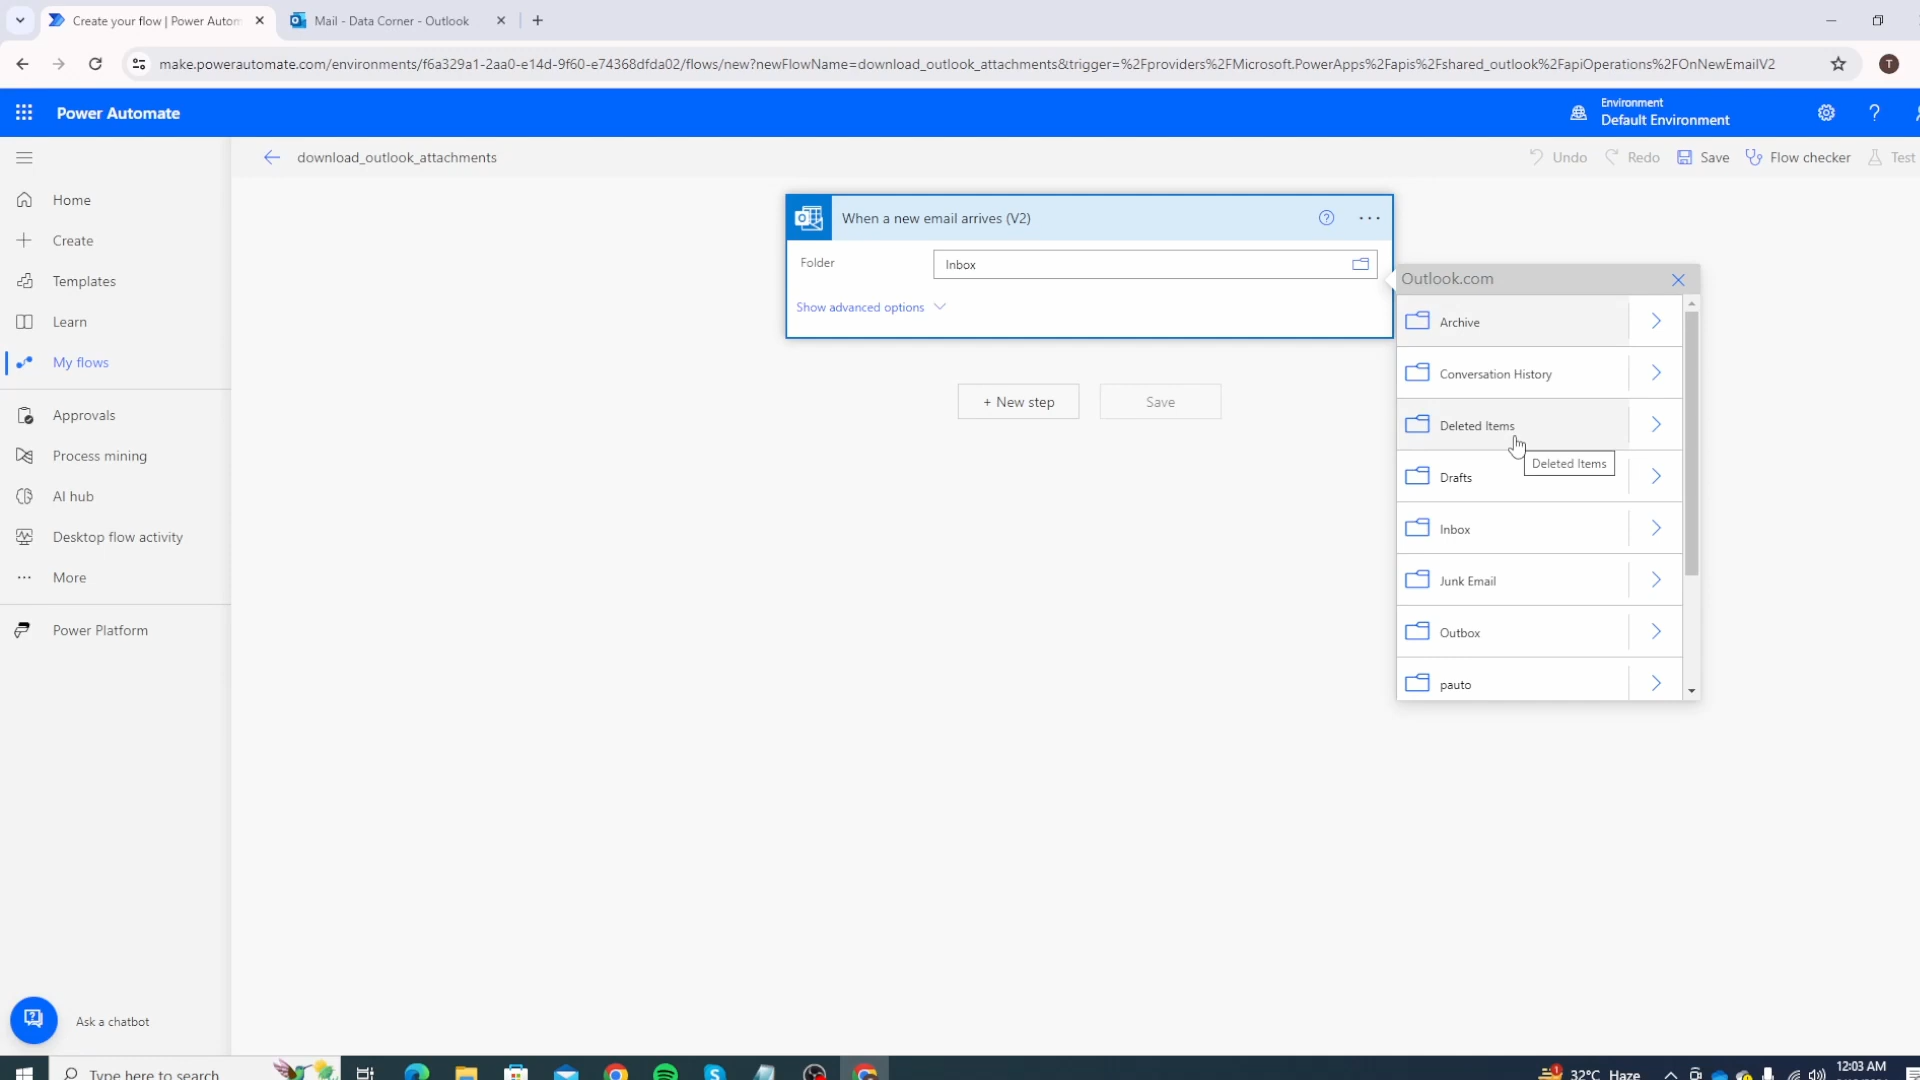 Create your flow | Power Autom
Mail - Data Corner - Outlook
make.powerautomate.com/environments/f6a329a1-2aa0-e14d-9f60-e74368dfda02/flows/new?newFlowName=download_outlook_attachments&trigger=%2Fproviders%2FMicrosoft.PowerApps%2Fapis%2Fshared_outlook%2FapiOperations%2FOnNewEmailV2
T
Power Automate
Environment
Default Environment
download_outlook_attachments
Undo
Redo
Save
Flow checker
Test
Home
Create
Templates
Learn
My flows
Approvals
Process mining
AI hub
Desktop flow activity
More
Power Platform
Ask a chatbot
When a new email arrives (V2)
Folder
Inbox
Show advanced options
+ New step
Save
Outlook.com
Archive
Conversation History
Deleted Items
Deleted Items
Drafts
Inbox
Junk Email
Outbox
pauto
Type here to search
32°C Haze
12:03 AM